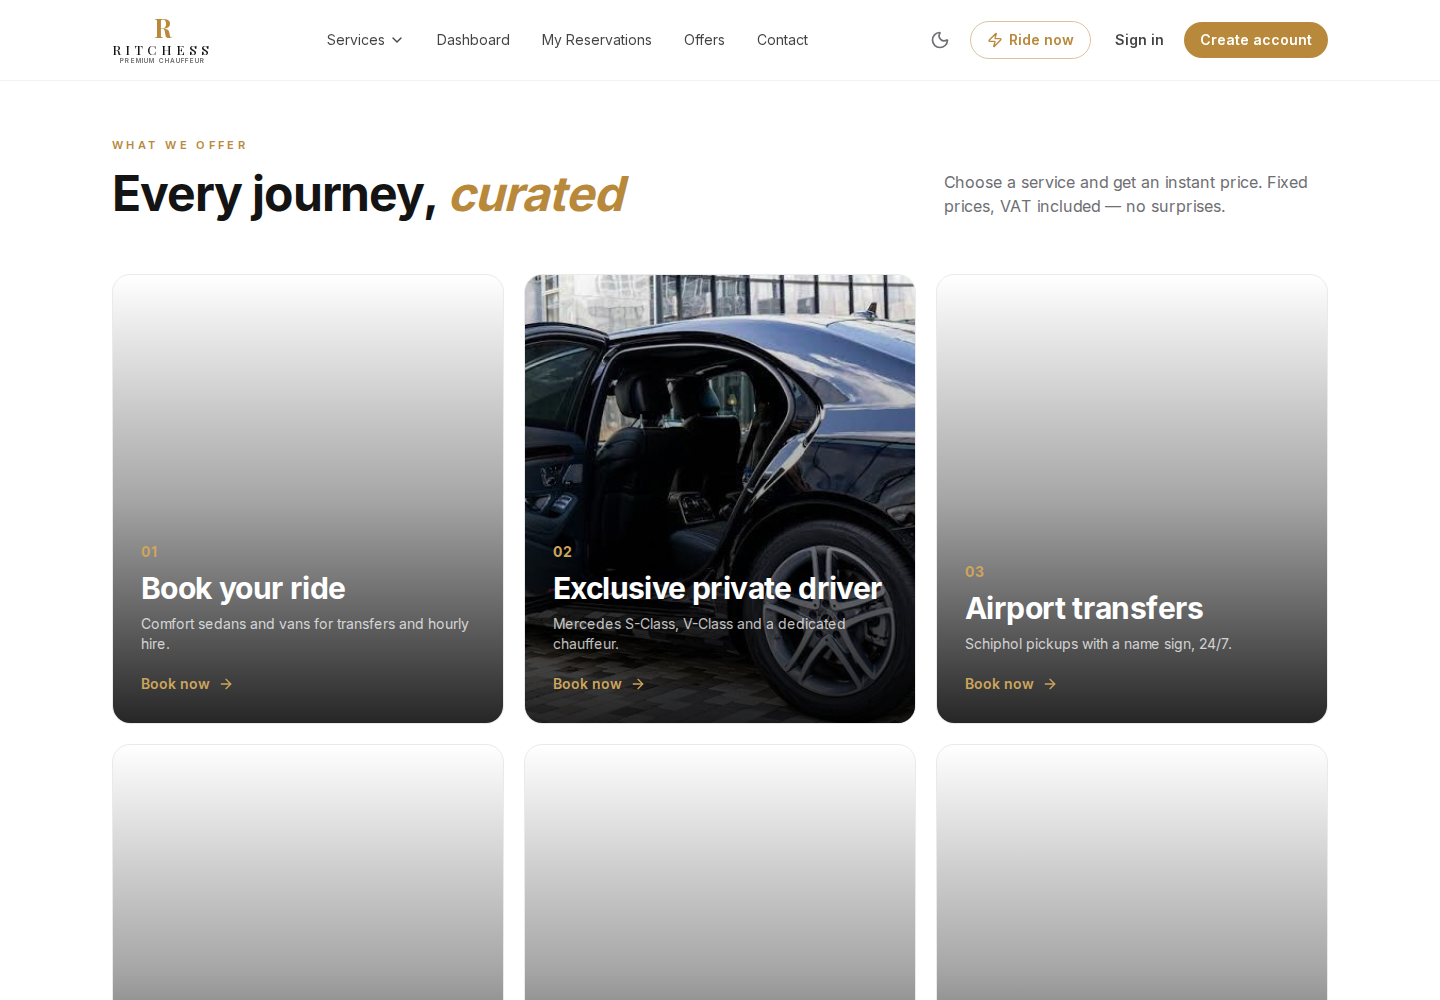 R
RITCHESS
PREMIUM CHAUFFEUR
Services
Dashboard
My Reservations
Offers
Contact
Ride now
Sign in
Create account
WHAT WE OFFER
Every journey, curated
Choose a service and get an instant price. Fixed
prices, VAT included — no surprises.
01
Book your ride
Comfort sedans and vans for transfers and hourly
hire.
Book now
02
Exclusive private driver
Mercedes S-Class, V-Class and a dedicated
chauffeur.
Book now
03
Airport transfers
Schiphol pickups with a name sign, 24/7.
Book now